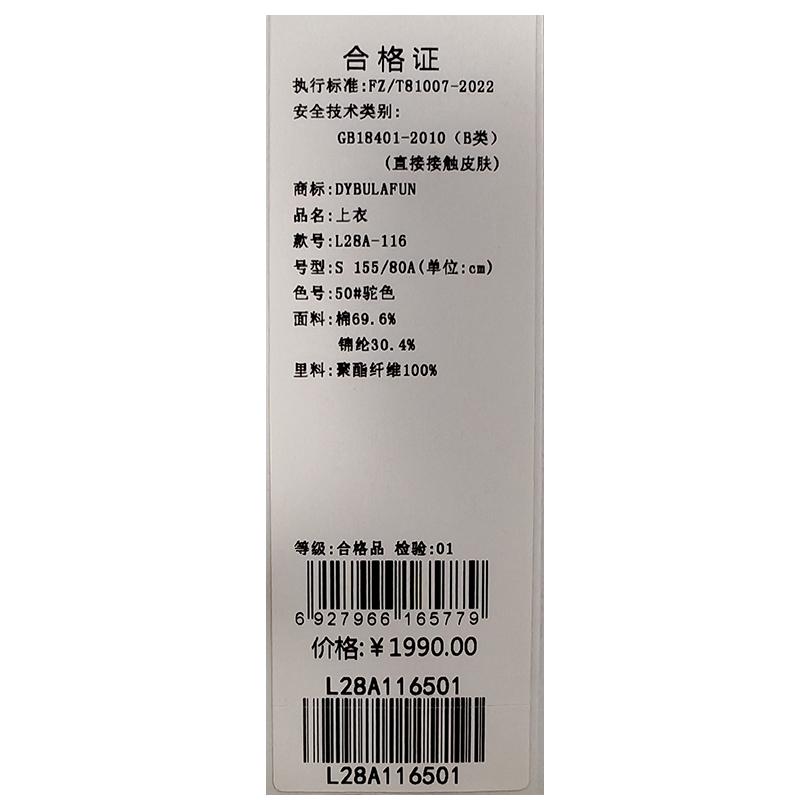 合格证
执行标准:FZ/T81007-2022
安全技术类别:
GB18401-2010（B类）
（直接接触皮肤）
商标:DYBULAFUN
品名:上衣
款号:L28A-116
号型:S 155/80A(单位:cm)
色号:50#驼色
面料:棉69.6%
锦纶30.4%
里料:聚酯纤维100%
等级:合格品 检验:01
6 927966 165779
价格:￥1990.00
L28A116501
L28A116501